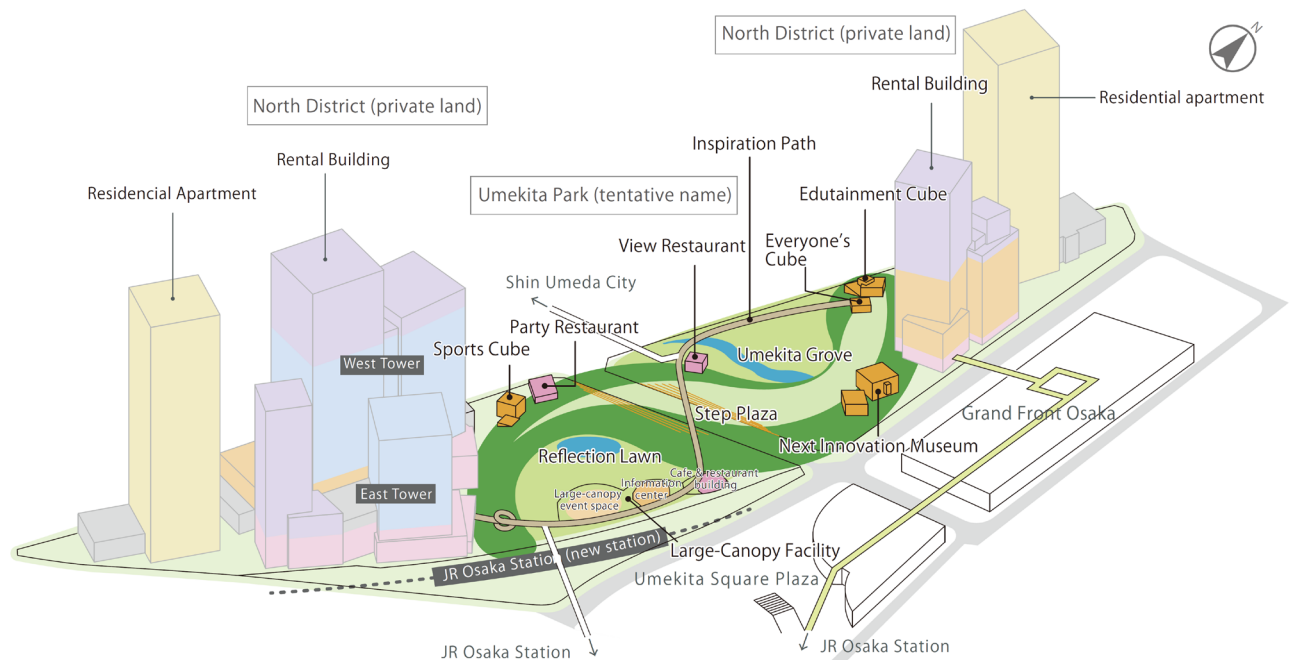 N
North District (private land)
Rental Building
Residential apartment
North District (private land)
Inspiration Path
Rental Building
Edutainment Cube
Residencial Apartment
Umekita Park (tentative name)
View Restaurant
Everyone's
Cube
Shin Umeda City
Party Restaurant
Sports Cube
Umekita Grove
West Tower
Step Plaza
Grand Front Osaka
Next Innovation Museum
Reflection Lawn
Cafe & restaurant
building
Information
center
Large-canopy
event space
East Tower
Large-Canopy Facility
JR Osaka Station (new station)
Umekita Square Plaza
JR Osaka Station
JR Osaka Station